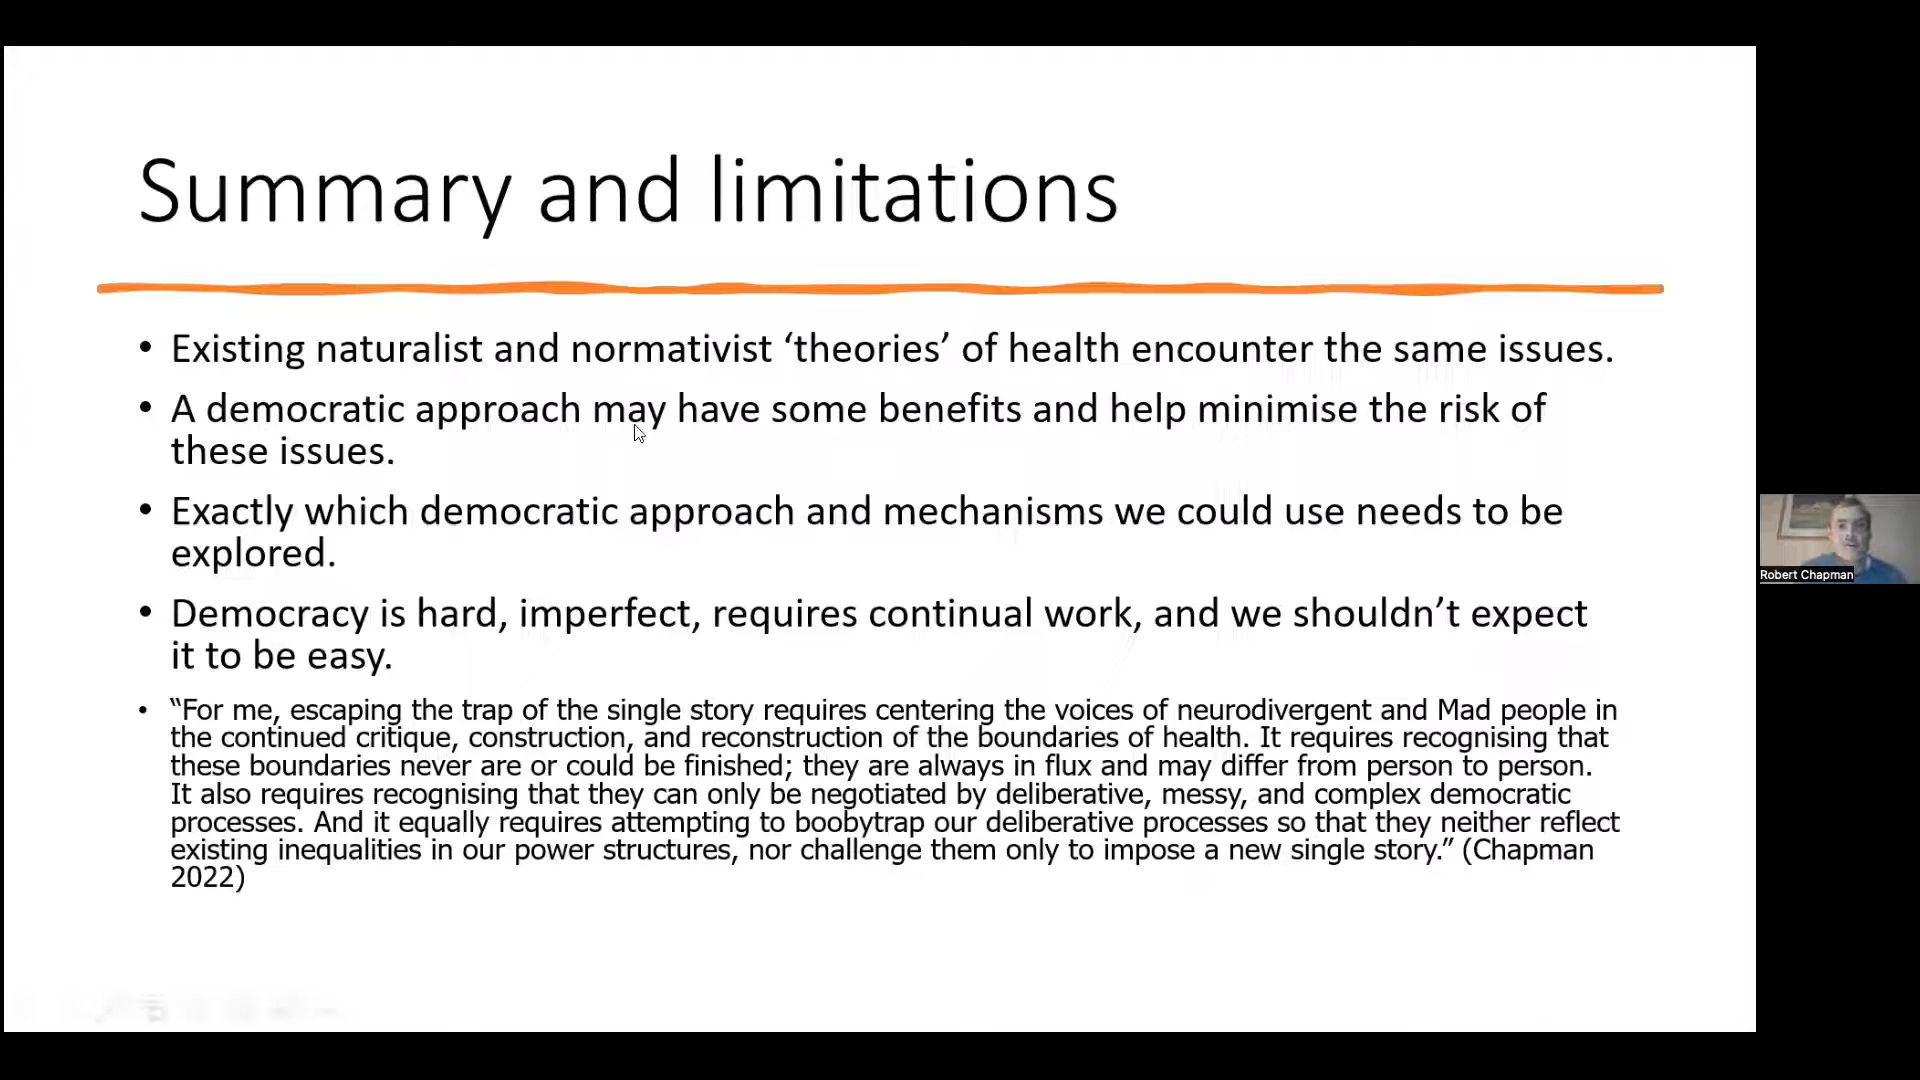 Summary and limitations
• Existing naturalist and normativist ‘theories’ of health encounter the same issues.
• A democratic approach may have some benefits and help minimise the risk of
these issues.
• Exactly which democratic approach and mechanisms we could use needs to be
explored.
• Democracy is hard, imperfect, requires continual work, and we shouldn’t expect
it to be easy.
• “For me, escaping the trap of the single story requires centering the voices of neurodivergent and Mad people in
the continued critique, construction, and reconstruction of the boundaries of health. It requires recognising that
these boundaries never are or could be finished; they are always in flux and may differ from person to person.
It also requires recognising that they can only be negotiated by deliberative, messy, and complex democratic
processes. And it equally requires attempting to boobytrap our deliberative processes so that they neither reflect
existing inequalities in our power structures, nor challenge them only to impose a new single story.” (Chapman
2022)
Robert Chapman